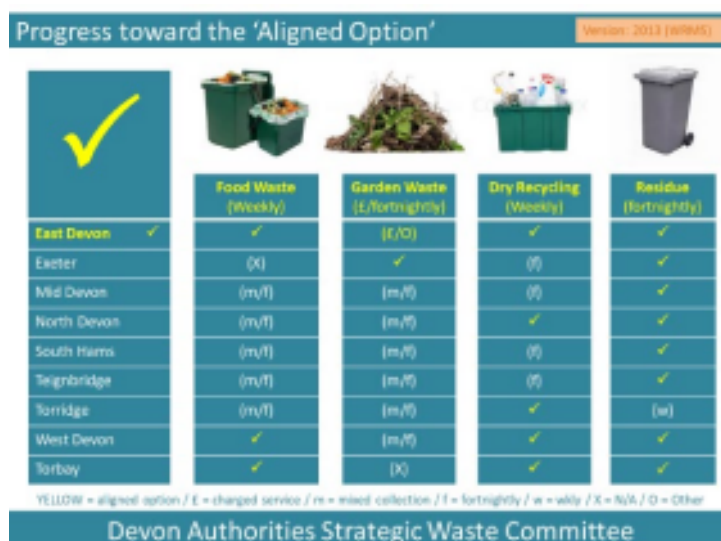 Progress toward the 'Aligned Option'
Version: 2013 (WRMS)
✓
Food Waste (Weekly) Garden Waste (£/fortnightly) Dry Recycling (Weekly) Residue (fortnightly)
East Devon ✓ ✓ (£/O) ✓ ✓
Exeter (X) ✓ (f) ✓
Mid Devon (m/f) (m/f) (f) ✓
North Devon (m/f) (m/f) ✓ ✓
South Hams (m/f) (m/f) (f) ✓
Teignbridge (m/f) (m/f) (f) ✓
Torridge (m/f) (m/f) ✓ (w)
West Devon ✓ (m/f) ✓ ✓
Torbay ✓ (X) ✓ ✓
YELLOW = aligned option / £ = charged service / m = mixed collection / f = fortnightly / w = wkly / X = N/A / O = Other
Devon Authorities Strategic Waste Committee